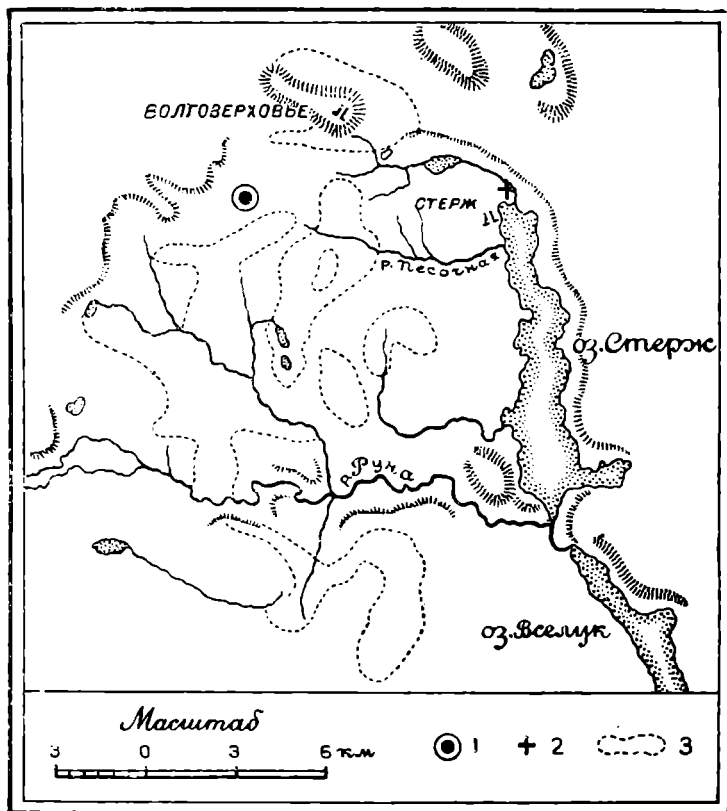 ВОЛГОВЕРХОВЬЕ
СТЕРЖ
р. Песочная
оз. Стерж
р. Руна
оз. Вселук
Масштаб
3 0 3 6 км
1 2 3